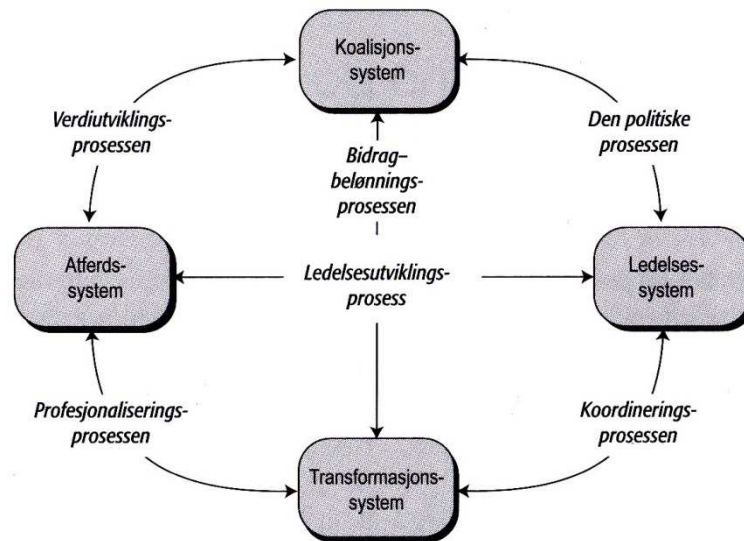 Koalisjons-
system
Verdiutviklings-
prosessen
Den politiske
prosessen
Bidrag–
belønnings-
prosessen
Atferds-
system
Ledelsesutviklings-
prosess
Ledelses-
system
Profesjonaliserings-
prosessen
Koordinerings-
prosessen
Transformasjons-
system